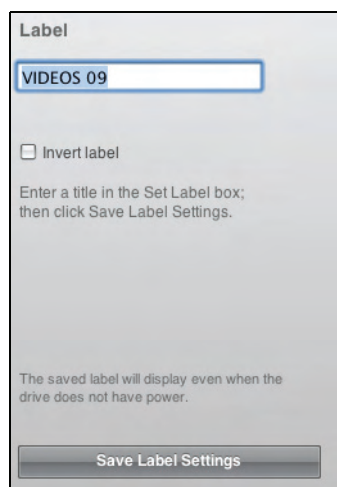 Label
VIDEOS 09
Invert label
Enter a title in the Set Label box;
then click Save Label Settings.
The saved label will display even when the
drive does not have power.
Save Label Settings